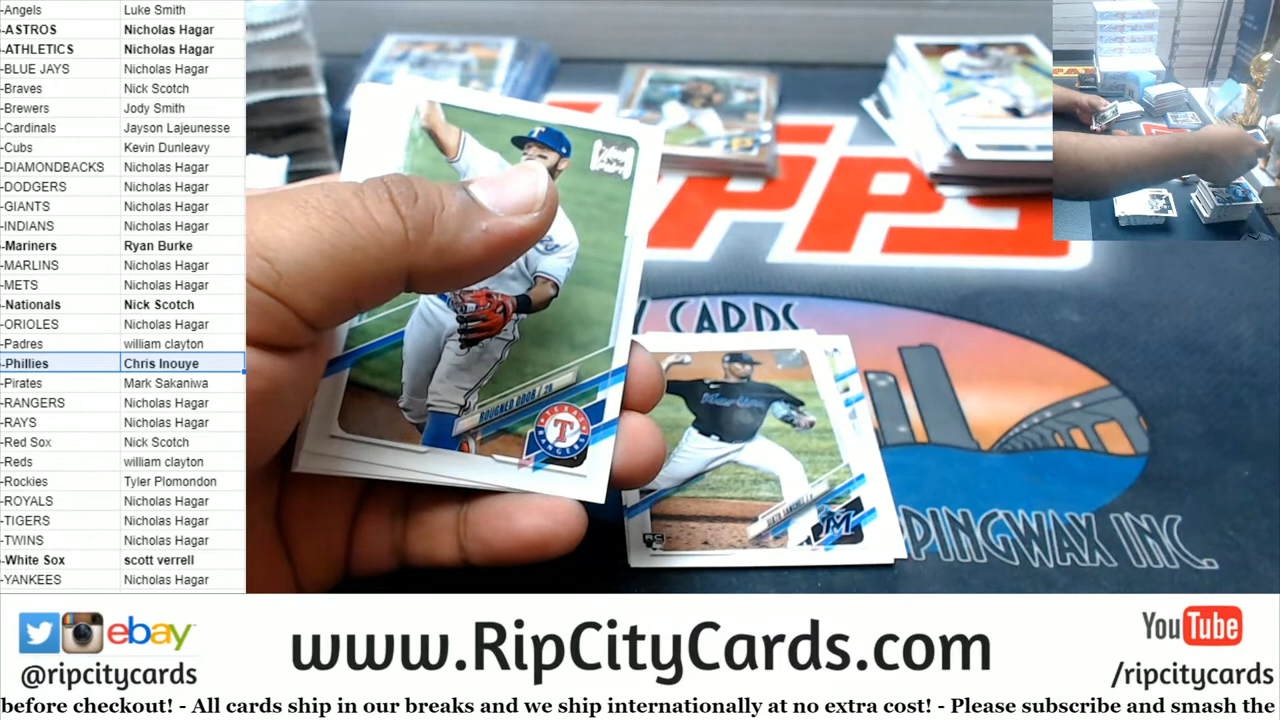 -Angels Luke Smith
-ASTROS Nicholas Hagar
-ATHLETICS Nicholas Hagar
-BLUE JAYS Nicholas Hagar
-Braves Nick Scotch
-Brewers Jody Smith
-Cardinals Jayson Lajeunesse
-Cubs Kevin Dunleavy
-DIAMONDBACKS Nicholas Hagar
-DODGERS Nicholas Hagar
-GIANTS Nicholas Hagar
-INDIANS Nicholas Hagar
-Mariners Ryan Burke
-MARLINS Nicholas Hagar
-METS Nicholas Hagar
-Nationals Nick Scotch
-ORIOLES Nicholas Hagar
-Padres william clayton
-Phillies Chris Inouye
-Pirates Mark Sakaniwa
-RANGERS Nicholas Hagar
-RAYS Nicholas Hagar
-Red Sox Nick Scotch
-Reds william clayton
-Rockies Tyler Plomondon
-ROYALS Nicholas Hagar
-TIGERS Nicholas Hagar
-TWINS Nicholas Hagar
-White Sox scott verrell
-YANKEES Nicholas Hagar
PPS
Y CARDS
PPINGWAX INC.
ROUGNED ODOR / 2B
TEXAS
T
RANGERS
SIXTO SANCHEZ
M
RC
ebay
@ripcitycards
www.RipCityCards.com
YouTube
/ripcitycards
before checkout! - All cards ship in our breaks and we ship internationally at no extra cost! - Please subscribe and smash the